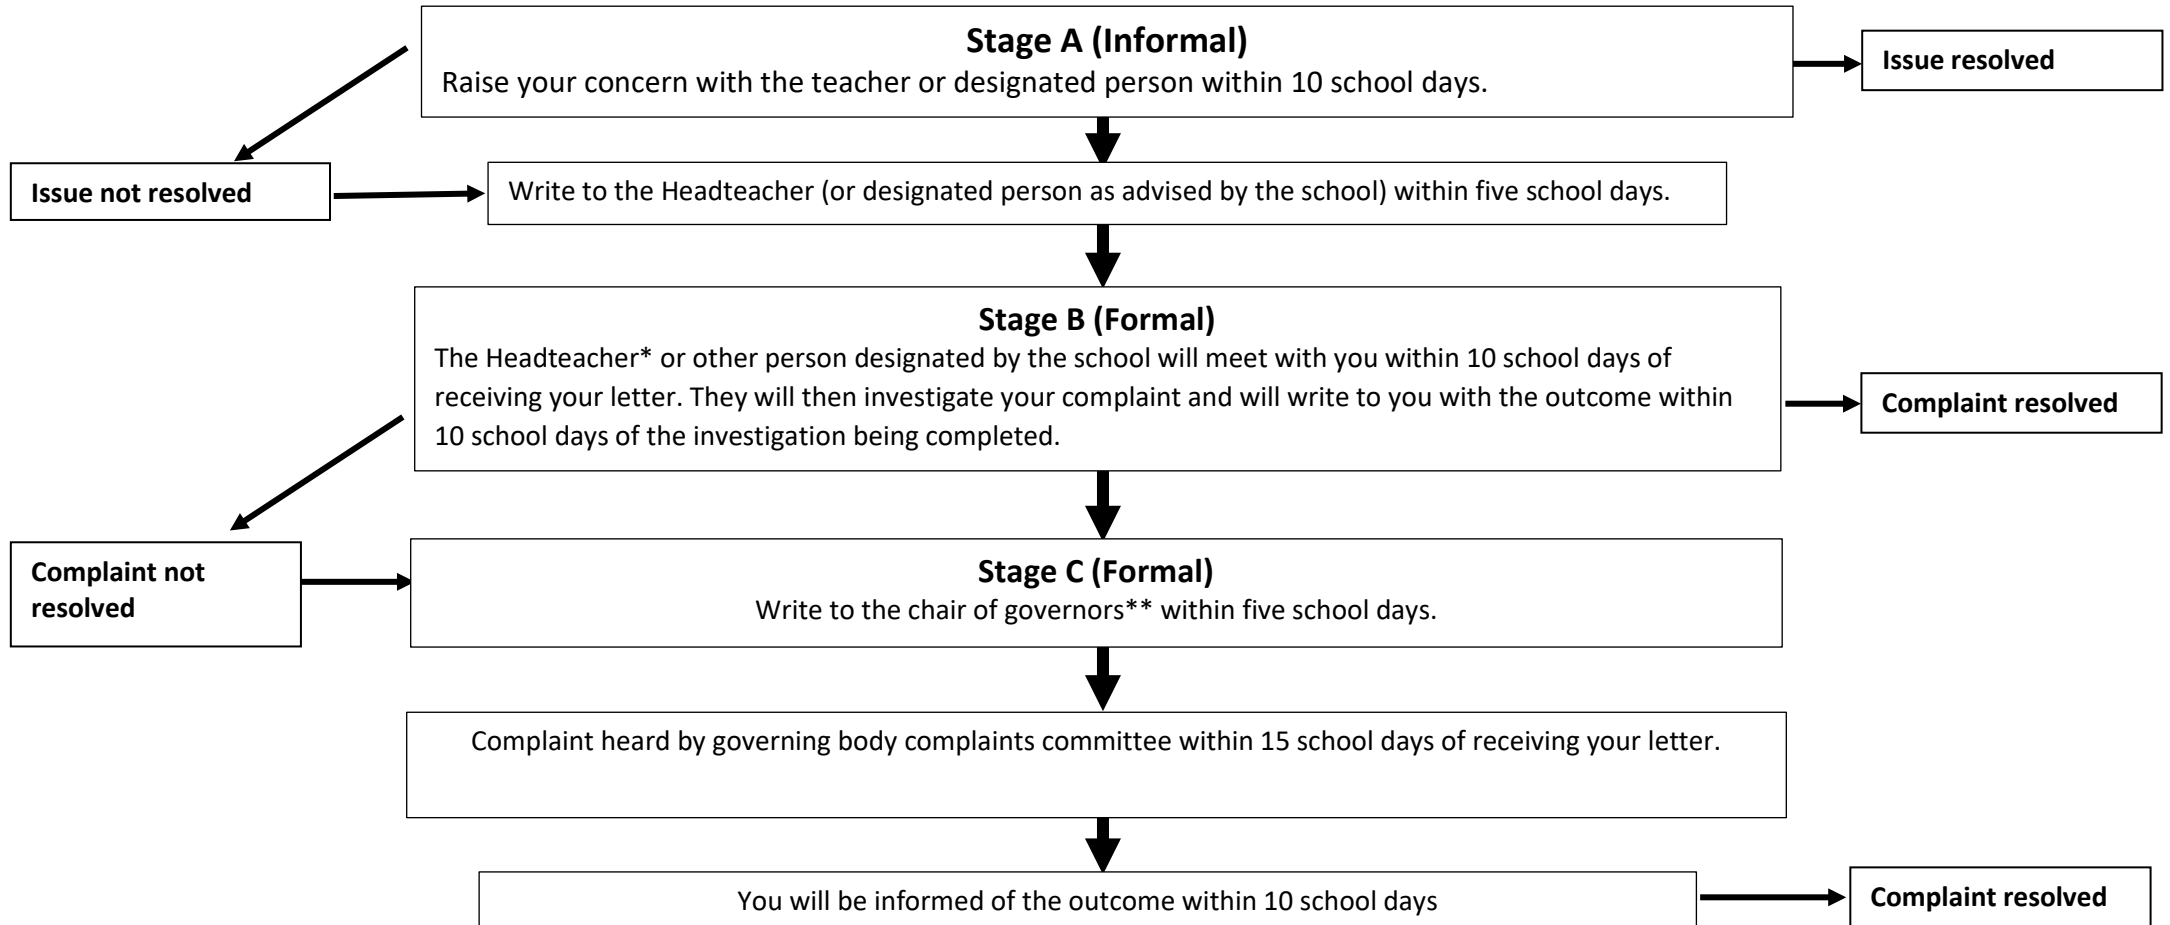 Stage A (Informal)
Raise your concern with the teacher or designated person within 10 school days.
Issue resolved
Issue not resolved
Write to the Headteacher (or designated person as advised by the school) within five school days.
Stage B (Formal)
The Headteacher* or other person designated by the school will meet with you within 10 school days of
receiving your letter. They will then investigate your complaint and will write to you with the outcome within
10 school days of the investigation being completed.
Complaint resolved
Complaint not
resolved
Stage C (Formal)
Write to the chair of governors** within five school days.
Complaint heard by governing body complaints committee within 15 school days of receiving your letter.
You will be informed of the outcome within 10 school days
Complaint resolved